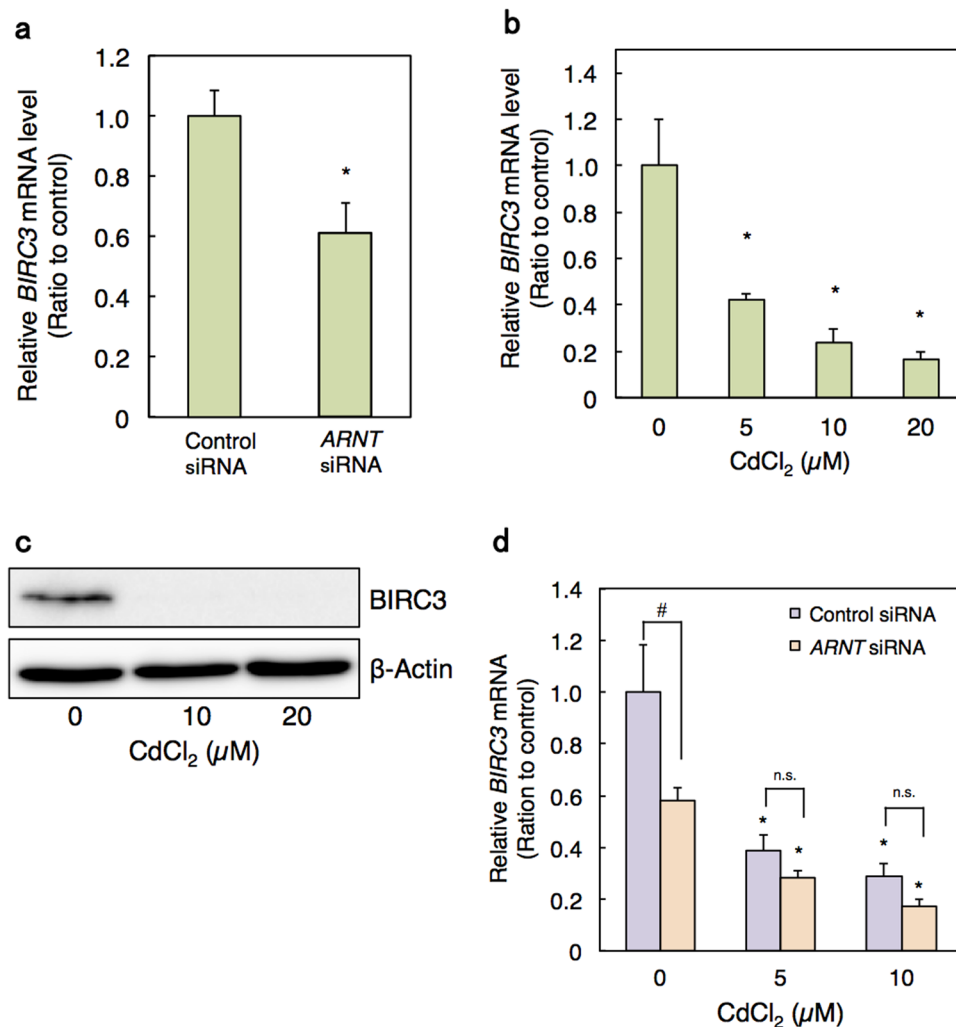 a
Relative BIRC3 mRNA level
(Ratio to control)
1.2
1.0
0.8
0.6
0.4
0.2
0
*
Control
siRNA
ARNT
siRNA
b
Relative BIRC3 mRNA level
(Ratio to control)
1.4
1.2
1.0
0.8
0.6
0.4
0.2
0
*
*
*
0 5 10 20
CdCl₂ (µM)
c
BIRC3
β-Actin
0 10 20
CdCl₂ (µM)
d
Relative BIRC3 mRNA
(Ration to control)
1.4
1.2
1.0
0.8
0.6
0.4
0.2
0
Control siRNA
ARNT siRNA
#
n.s.
n.s.
*
*
*
*
0 5 10
CdCl₂ (µM)